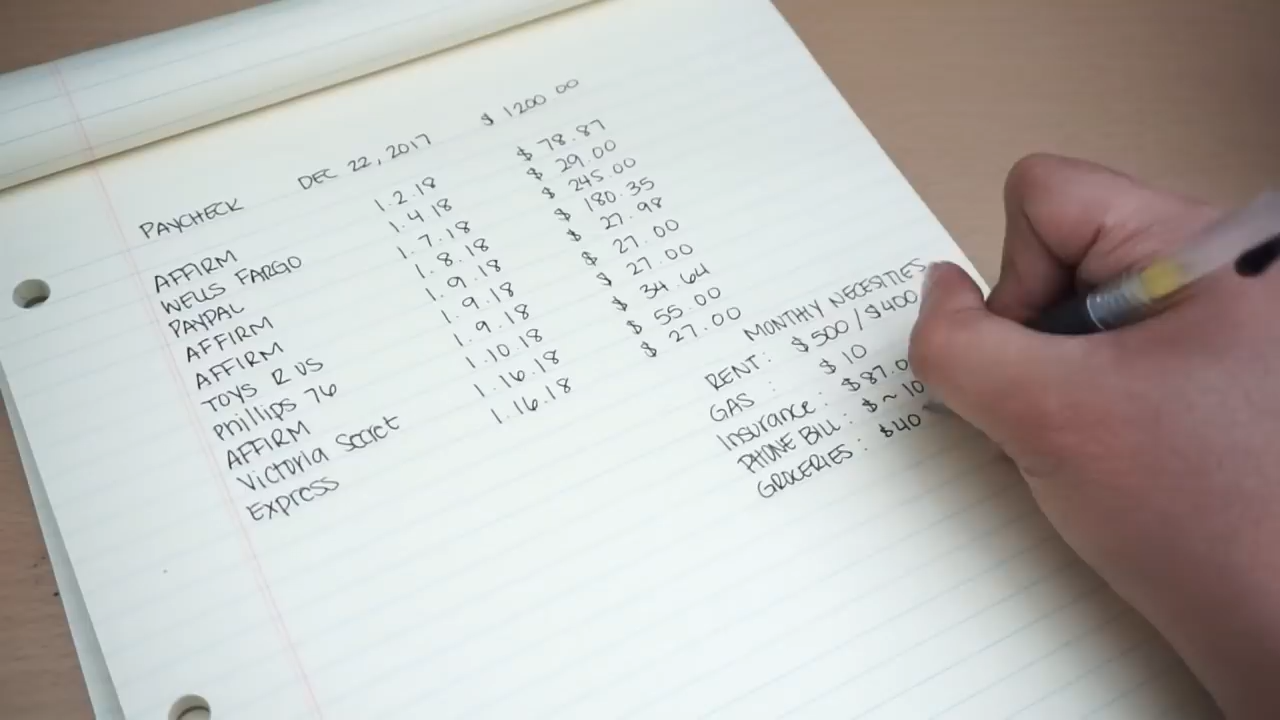 PAYCHECK DEC 22, 2017 $ 1200 00
AFFIRM 1.2.18 $ 78.87
WELLS FARGO 1.4 18 $ 29.00
PAYPAL 1.7.18 $ 245.00
AFFIRM 1.8.18 $ 180.35
AFFIRM 1.9.18 $ 27.98
TOYS R US 1.9.18 $ 27.00
Phillips 76 1.9.18 $ 27.00
AFFIRM 1.10.18 $ 34.64
Victoria Secret 1.16.18 $ 55.00
Express 1.16.18 $ 27.00
MONTHLY NECESITIES
RENT: $500 / $400
GAS : $ 10
Insurance : $87.0
PHONE BILL: $ ~ 10
GROCERIES: $40